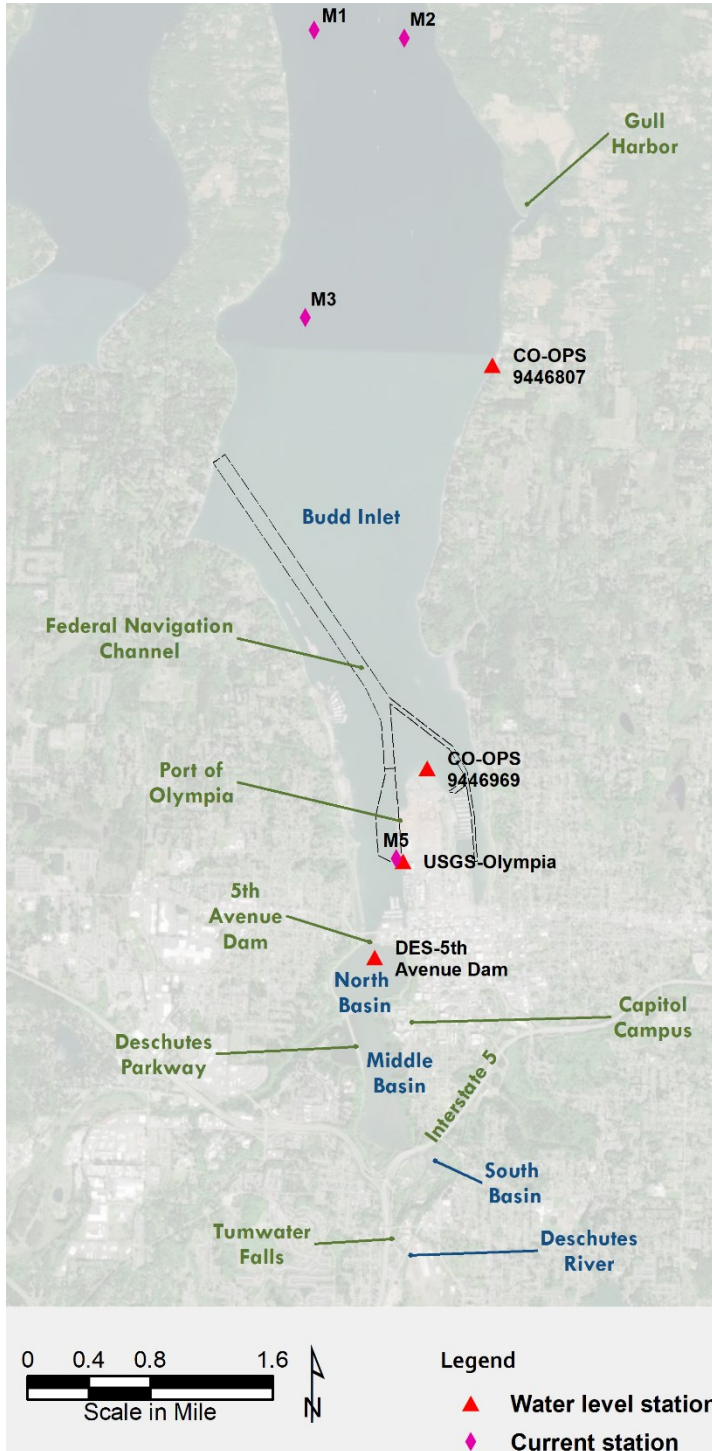 M1
M2
Gull
Harbor
M3
CO-OPS
9446807
Budd Inlet
Federal Navigation
Channel
CO-OPS
9446969
Port of
Olympia
M5
USGS-Olympia
5th
Avenue
Dam
DES-5th
Avenue Dam
North
Basin
Capitol
Campus
Deschutes
Parkway
Middle
Basin
Interstate 5
South
Basin
Tumwater
Falls
Deschutes
River
0 0.4 0.8 1.6
Scale in Mile
N
Legend
Water level station
Current station